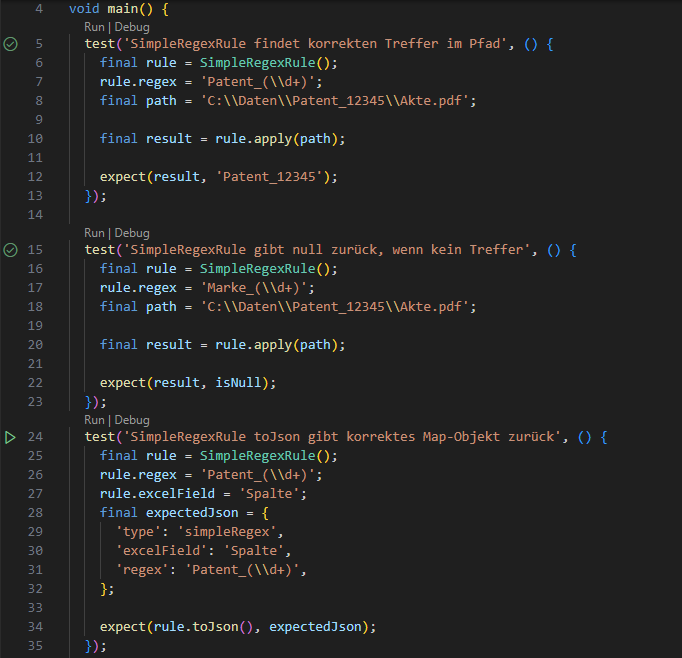 4 void main() {
Run | Debug
5 test('SimpleRegexRule findet korrekten Treffer im Pfad', () {
6 final rule = SimpleRegexRule();
7 rule.regex = 'Patent_(\\d+)';
8 final path = 'C:\\Daten\\Patent_12345\\Akte.pdf';
9
10 final result = rule.apply(path);
11
12 expect(result, 'Patent_12345');
13 });
14
Run | Debug
15 test('SimpleRegexRule gibt null zurück, wenn kein Treffer', () {
16 final rule = SimpleRegexRule();
17 rule.regex = 'Marke_(\\d+)';
18 final path = 'C:\\Daten\\Patent_12345\\Akte.pdf';
19
20 final result = rule.apply(path);
21
22 expect(result, isNull);
23 });
Run | Debug
24 test('SimpleRegexRule toJson gibt korrektes Map-Objekt zurück', () {
25 final rule = SimpleRegexRule();
26 rule.regex = 'Patent_(\\d+)';
27 rule.excelField = 'Spalte';
28 final expectedJson = {
29 'type': 'simpleRegex',
30 'excelField': 'Spalte',
31 'regex': 'Patent_(\\d+)',
32 };
33
34 expect(rule.toJson(), expectedJson);
35 });